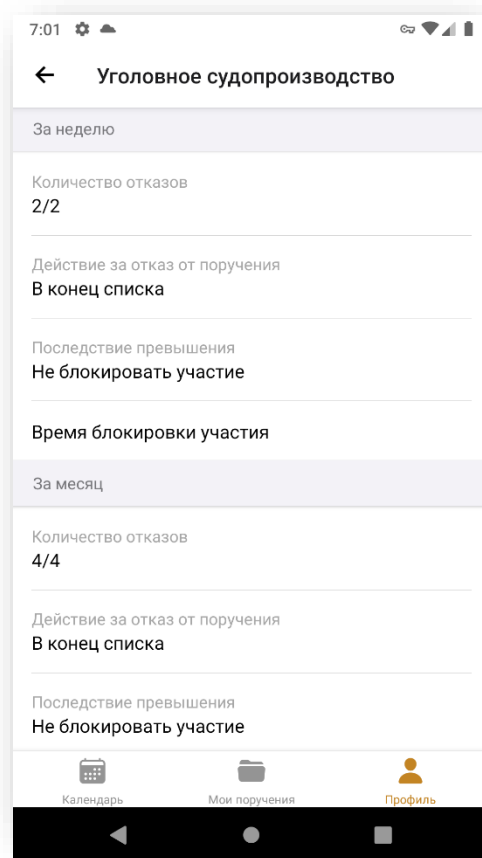 7:01
Уголовное судопроизводство
За неделю
Количество отказов
2/2
Действие за отказ от поручения
В конец списка
Последствие превышения
Не блокировать участие
Время блокировки участия
За месяц
Количество отказов
4/4
Действие за отказ от поручения
В конец списка
Последствие превышения
Не блокировать участие
Календарь Мои поручения Профиль